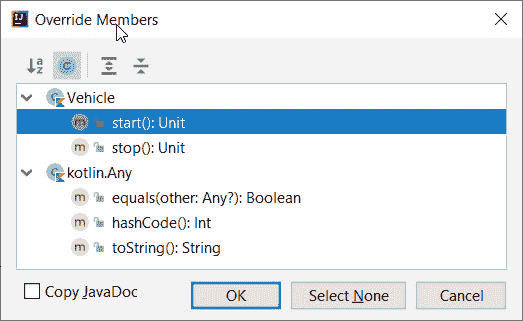 Override Members
Vehicle
start(): Unit
stop(): Unit
kotlin.Any
equals(other: Any?): Boolean
hashCode(): Int
toString(): String
Copy JavaDoc
OK
Select None
Cancel